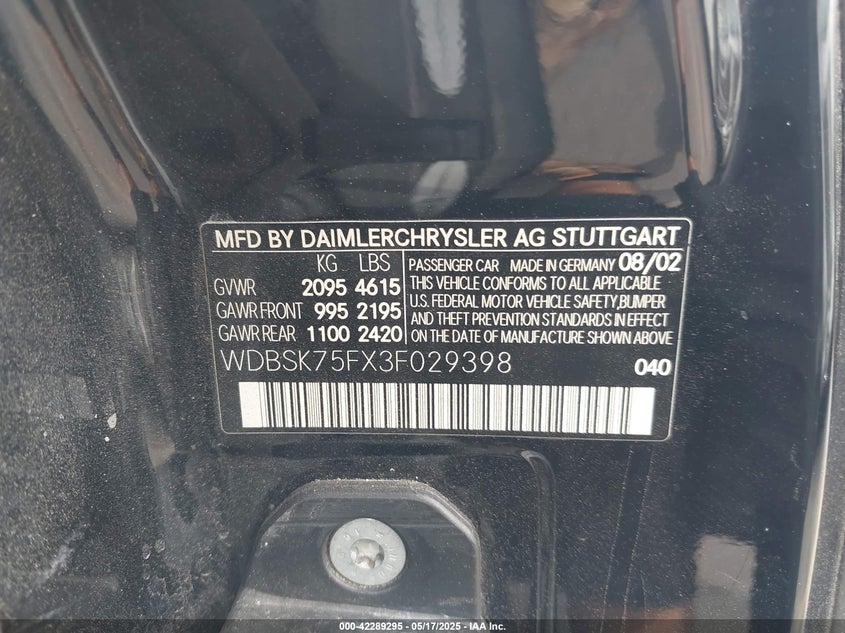 MFD BY DAIMLERCHRYSLER AG STUTTGART
KG LBS
GVWR 2095 4615
GAWR FRONT 995 2195
GAWR REAR 1100 2420
PASSENGER CAR MADE IN GERMANY 08/02
THIS VEHICLE CONFORMS TO ALL APPLICABLE
U.S. FEDERAL MOTOR VEHICLE SAFETY,BUMPER
AND THEFT PREVENTION STANDARDS IN EFFECT
ON THE DATE OF MANUFACTURE SHOWN ABOVE
WDBSK75FX3F029398 040
000-42289295 - 05/17/2025 - IAA Inc.